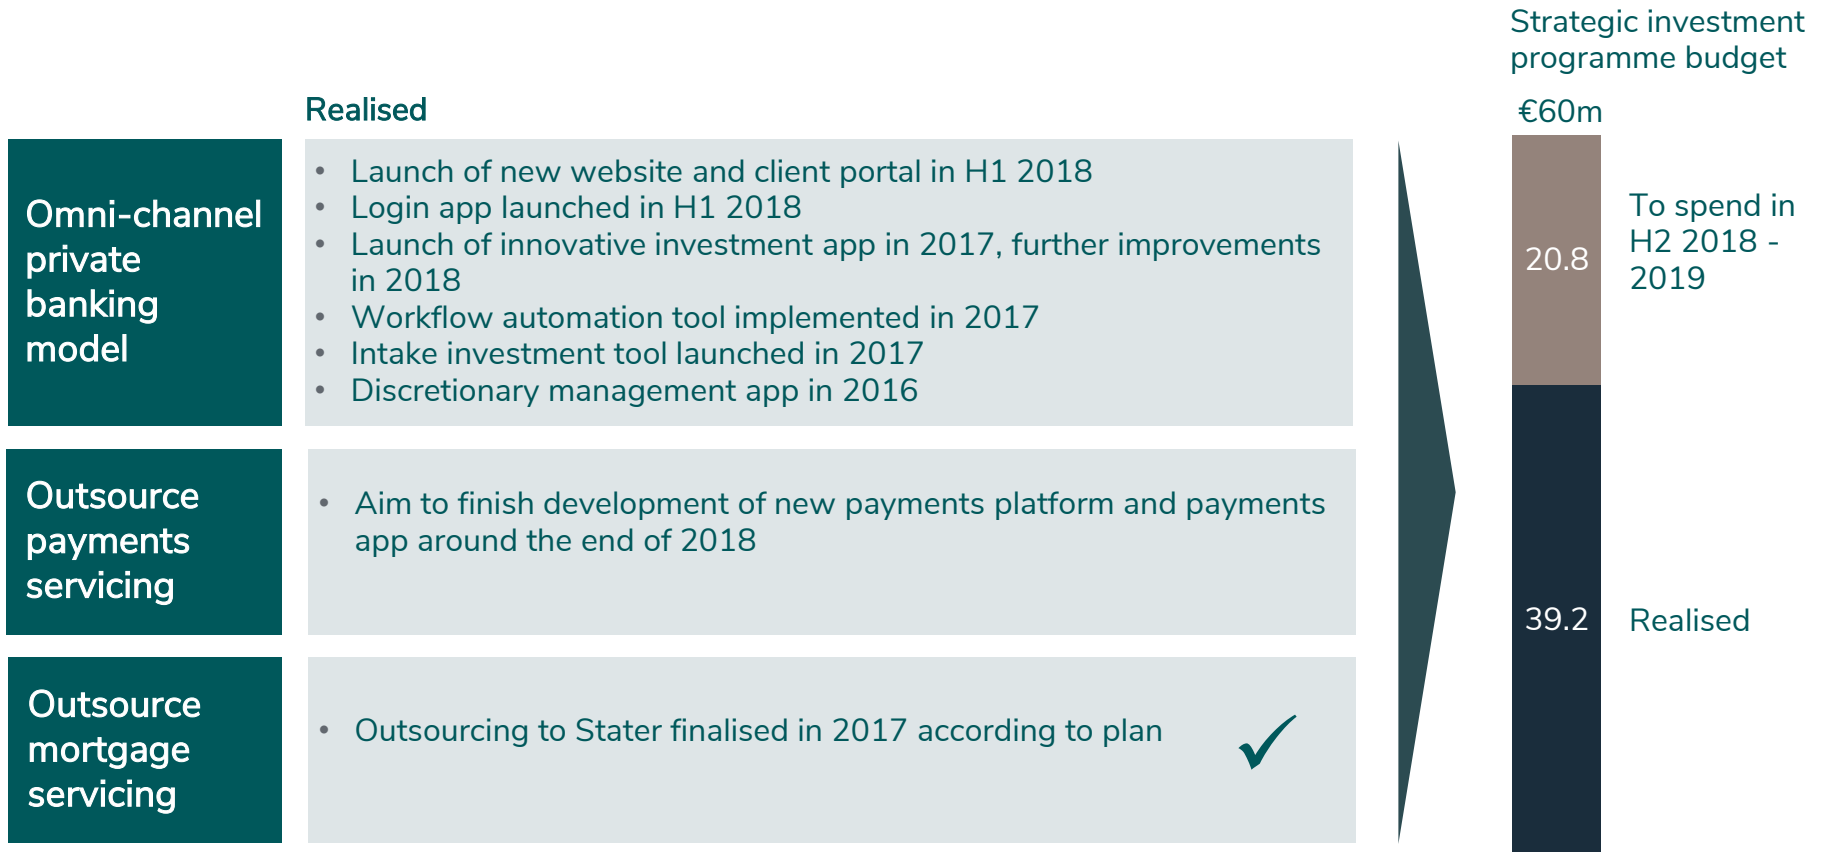 Strategic investment
programme budget
€60m
Realised
Omni-channel
private
banking
model
• Launch of new website and client portal in H1 2018
• Login app launched in H1 2018
• Launch of innovative investment app in 2017, further improvements
in 2018
• Workflow automation tool implemented in 2017
• Intake investment tool launched in 2017
• Discretionary management app in 2016
Outsource
payments
servicing
• Aim to finish development of new payments platform and payments
app around the end of 2018
Outsource
mortgage
servicing
• Outsourcing to Stater finalised in 2017 according to plan
20.8
To spend in
H2 2018 -
2019
39.2
Realised